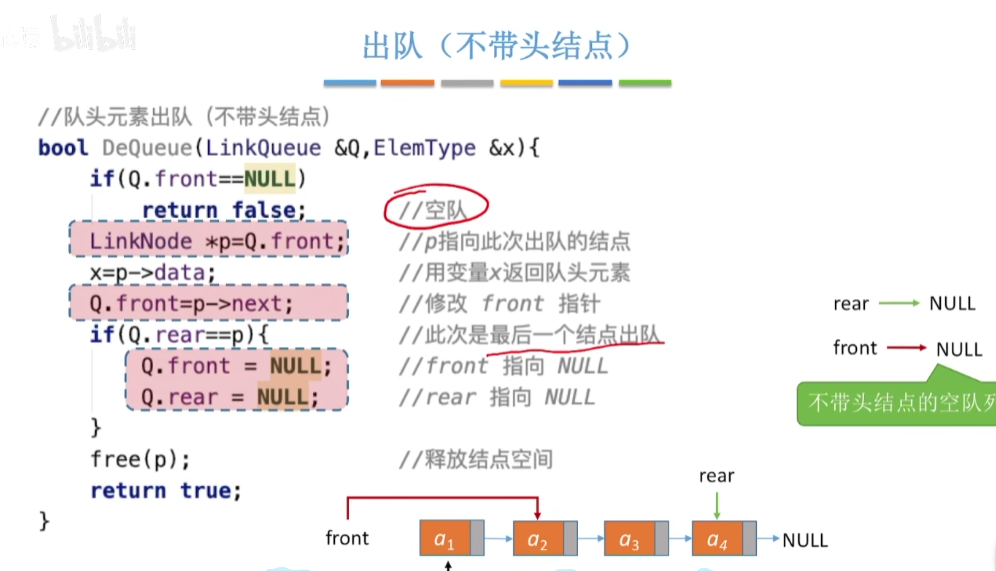 bilibili
出队（不带头结点）
//队头元素出队（不带头结点）
bool DeQueue(LinkQueue &Q,ElemType &x){
if(Q.front==NULL)
return false; //空队
LinkNode *p=Q.front; //p指向此次出队的结点
x=p->data; //用变量x返回队头元素
Q.front=p->next; //修改 front 指针
if(Q.rear==p){ //此次是最后一个结点出队
Q.front = NULL; //front 指向 NULL
Q.rear = NULL; //rear 指向 NULL
}
free(p); //释放结点空间
return true;
}
rear NULL
front NULL
不带头结点的空队列
rear
front a1 a2 a3 a4 NULL